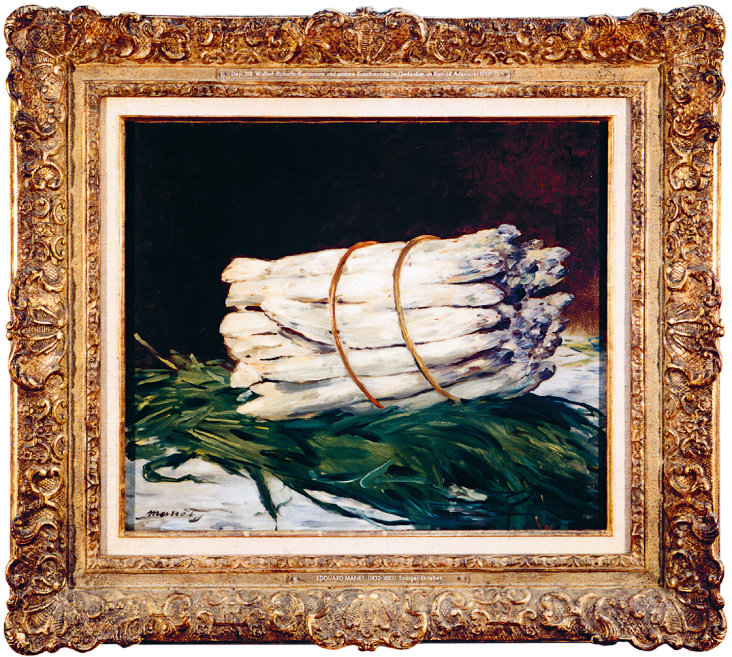 Dep. 318 Wallraf-Richartz-Kuratorium und andere Kunstfreunde im Gedenken an Konrad Adenauer 1876-
manet
EDOUARD MANET (1832-1883) Spargel-Stilleben